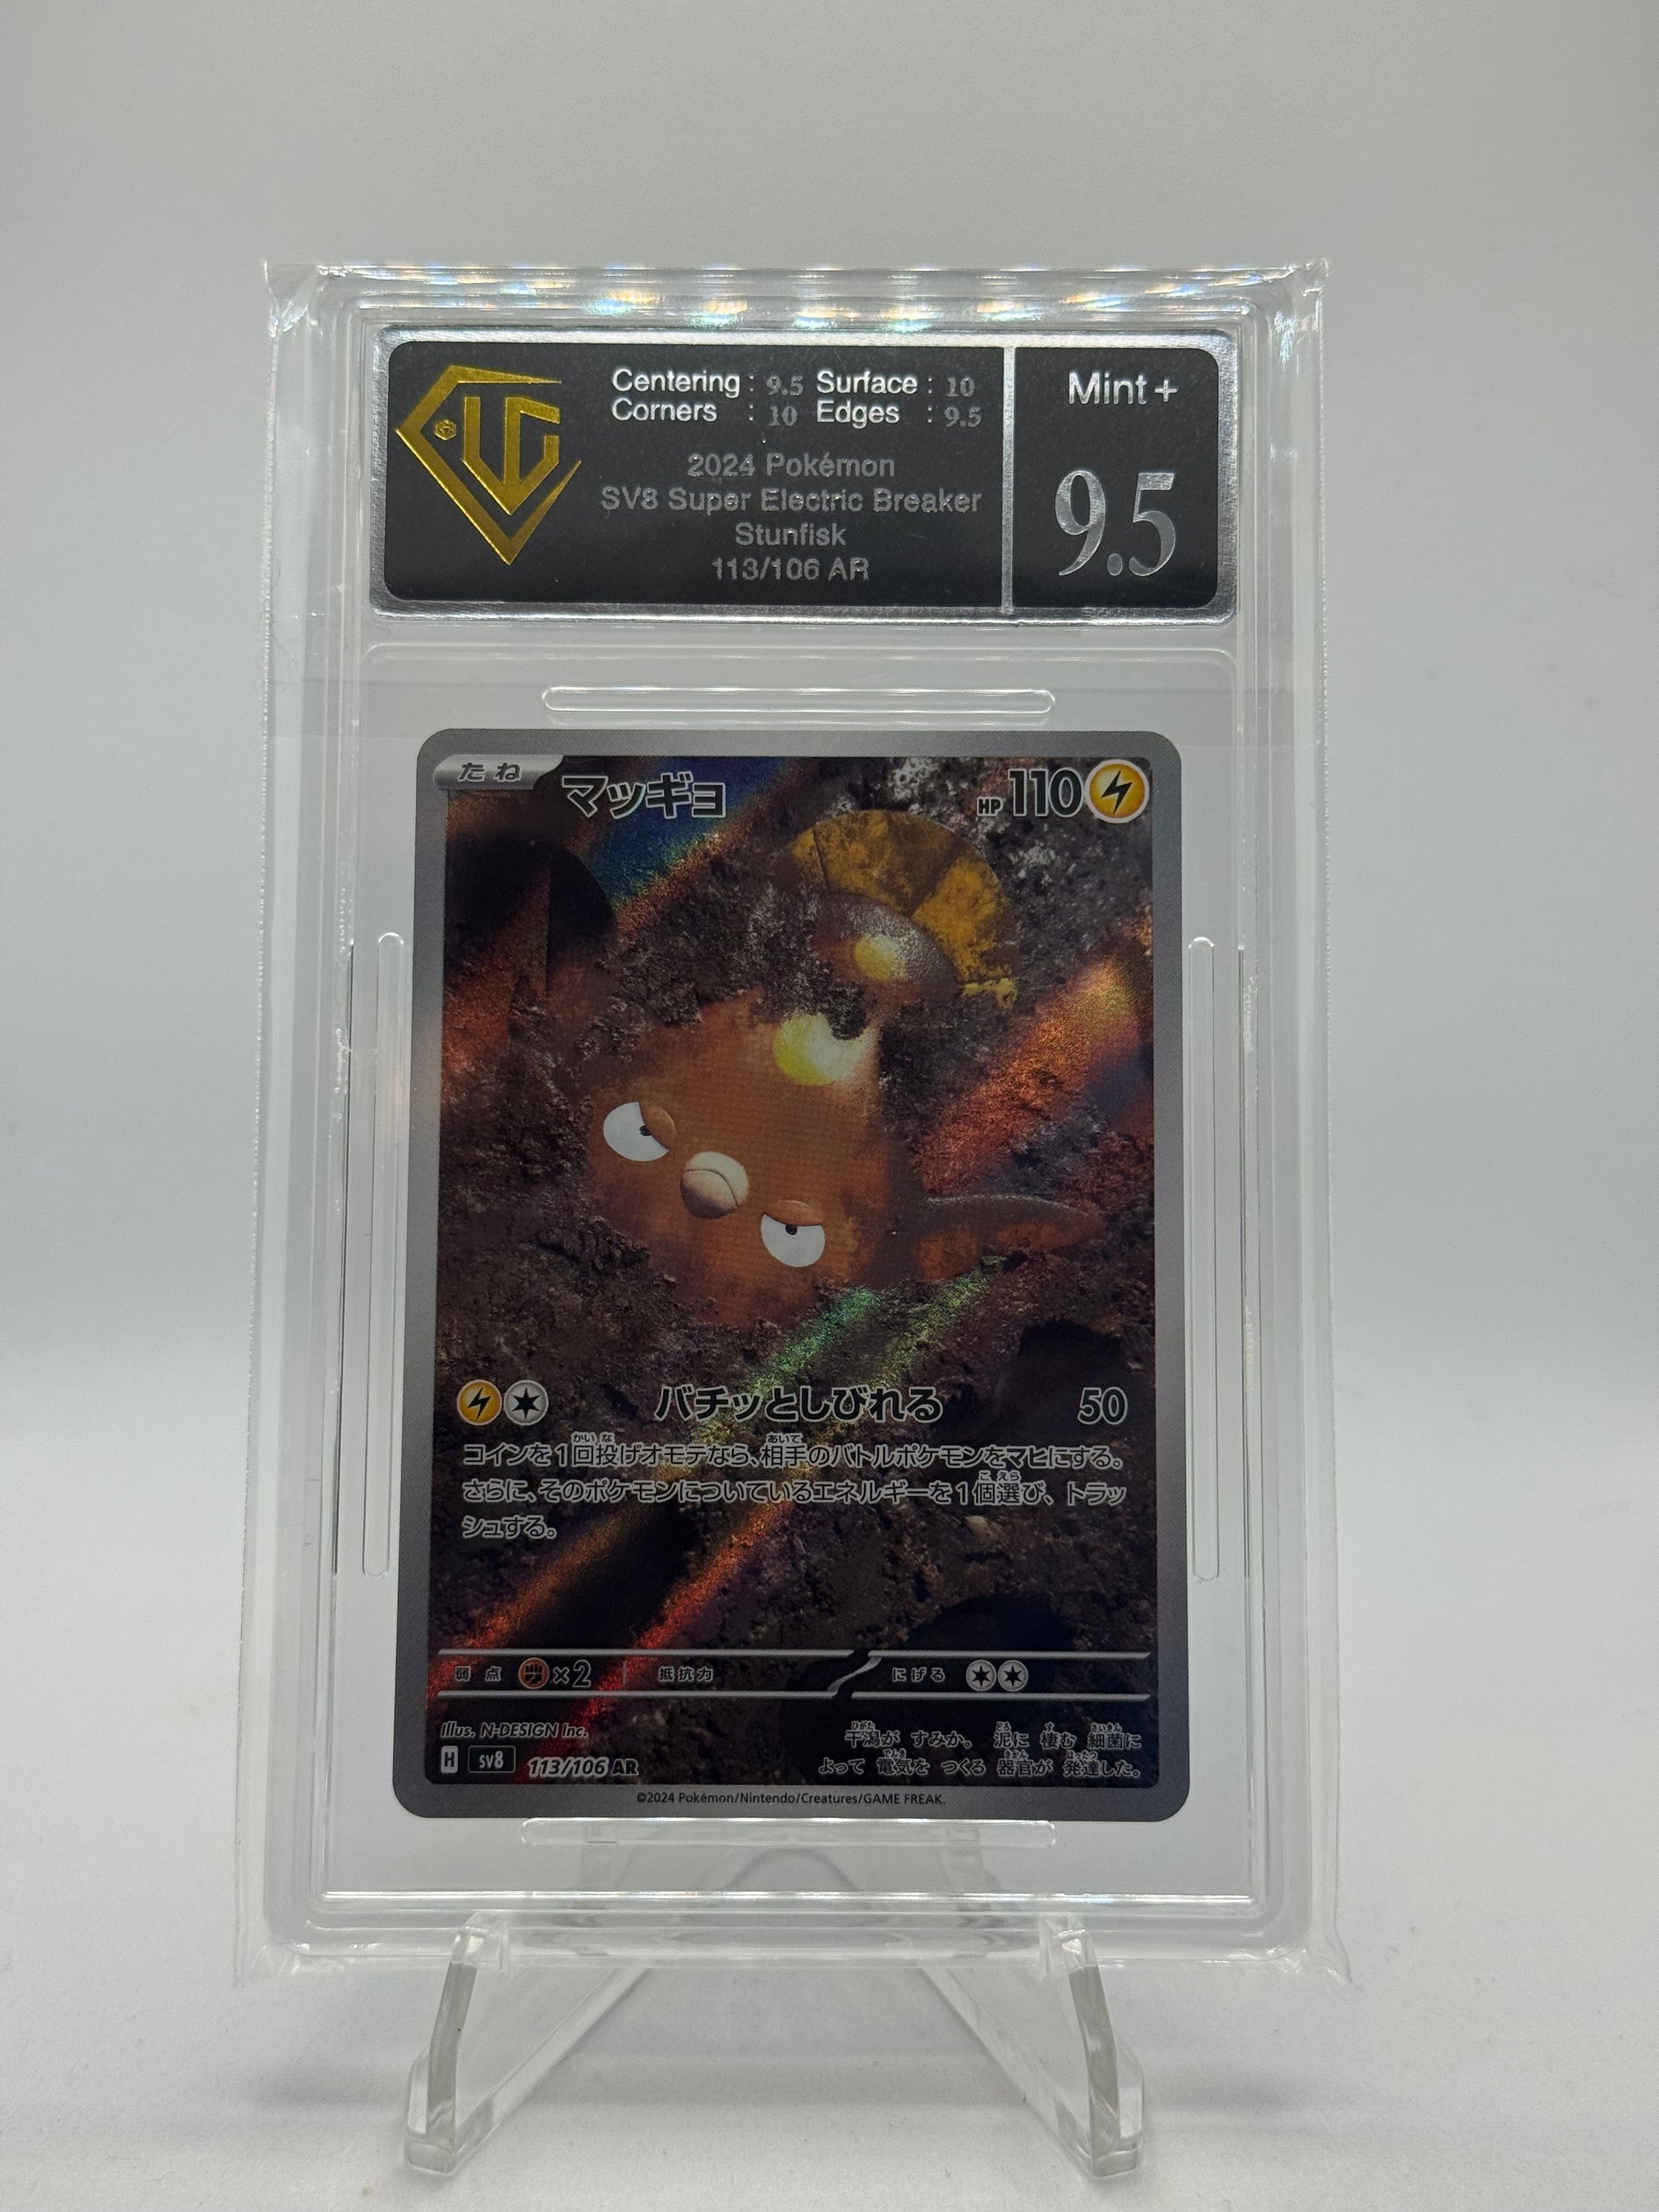 Centering : 9.5 Surface : 10
Corners : 10 Edges : 9.5
2024 Pokémon
SV8 Super Electric Breaker
Stunfisk
113/106 AR
Mint+
9.5
たね
マッギョ
HP110
バチッとしびれる 50
コインを1回投げオモテなら、相手のバトルポケモンをマヒにする。
さらに、そのポケモンについているエネルギーを1個選び、トラッ
シュする。
弱点 ×2 抵抗力 にげる
Illus. N-DESIGN Inc.
H SV8 113/106 AR
干潟が すみか。 泥に 棲む 細菌に
よって 電気を つくる 器官が 発達した。
©2024 Pokémon/Nintendo/Creatures/GAME FREAK.